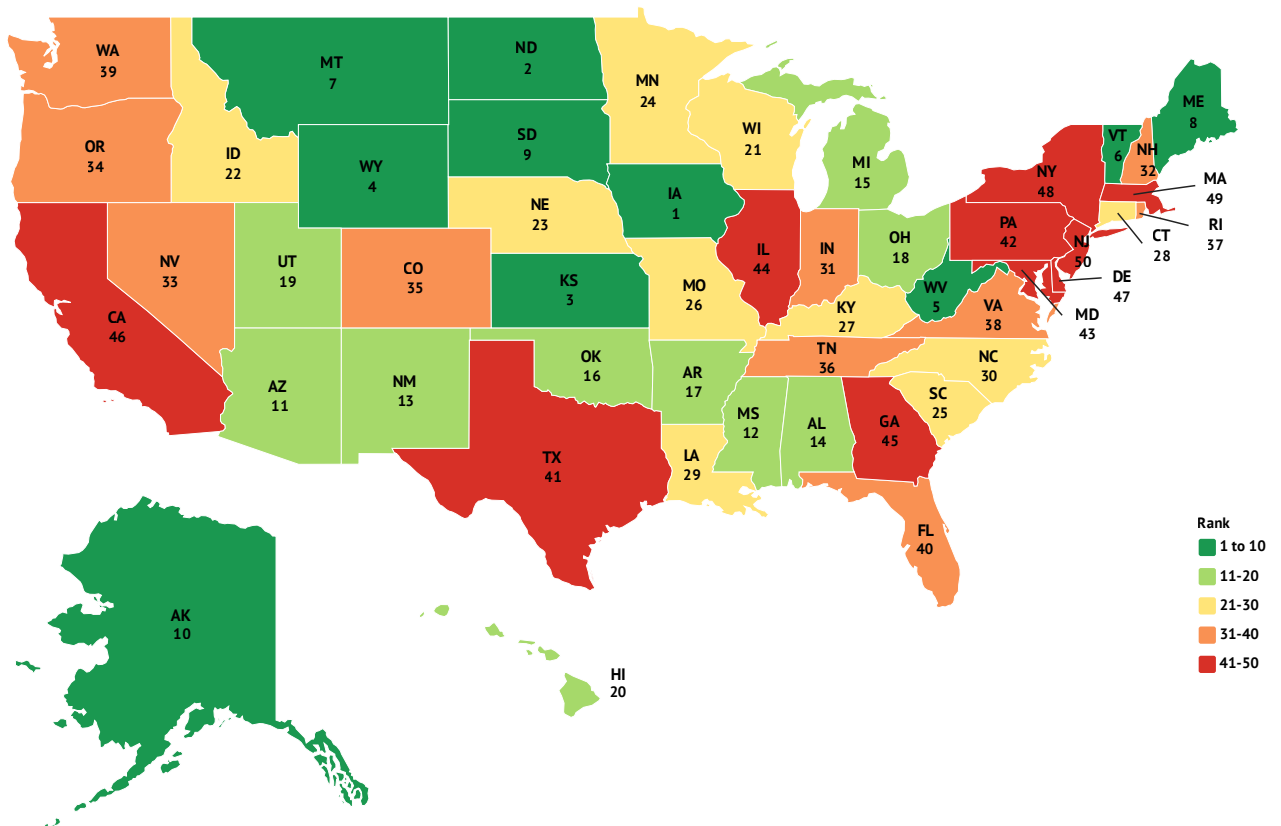 WA
39
MT
7
ND
2
MN
24
OR
34
ID
22
WY
4
SD
9
WI
21
MI
15
VT
6
NH
32
ME
8
NY
48
MA
49
RI
37
CT
28
NE
23
IA
1
IL
44
IN
31
OH
18
PA
42
NJ
50
DE
47
MD
43
NV
33
UT
19
CO
35
KS
3
MO
26
KY
27
WV
5
VA
38
CA
46
AZ
11
NM
13
OK
16
AR
17
TN
36
NC
30
SC
25
MS
12
AL
14
GA
45
TX
41
LA
29
FL
40
AK
10
HI
20
Rank
1 to 10
11-20
21-30
31-40
41-50